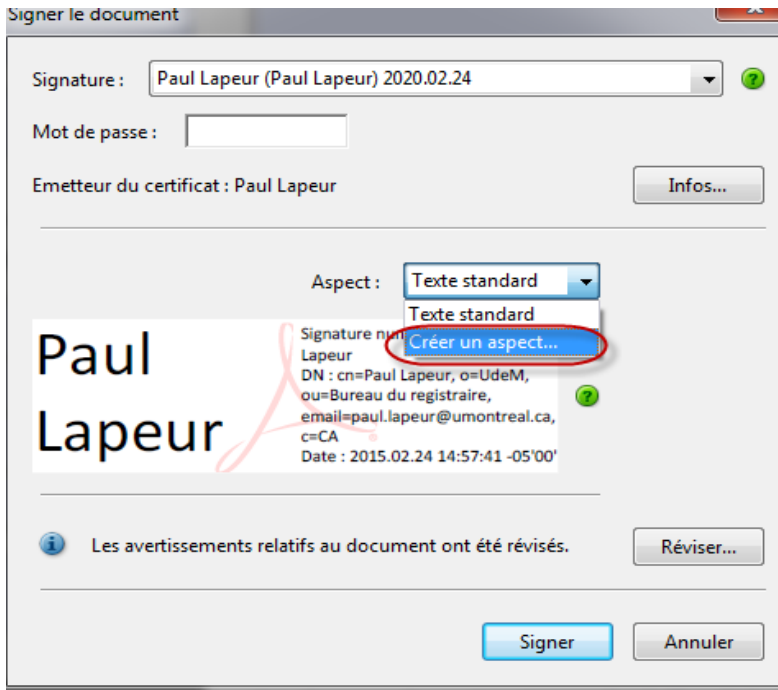 Signer le document
Signature : Paul Lapeur (Paul Lapeur) 2020.02.24
Mot de passe :
Emetteur du certificat : Paul Lapeur Infos...
Aspect : Texte standard
Texte standard
Créer un aspect...
Paul
Lapeur
Signature
Lapeur
DN : cn=Paul Lapeur, o=UdeM,
ou=Bureau du registraire,
email=paul.lapeur@umontreal.ca,
c=CA
Date : 2015.02.24 14:57:41 -05'00'
Les avertissements relatifs au document ont été révisés. Réviser...
Signer Annuler